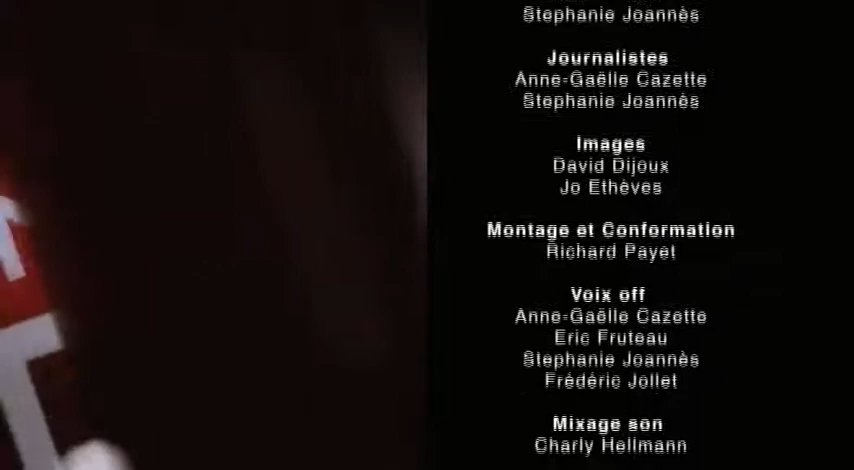 Stephanie Joannès
Journalistes
Anne-Gaëlle Cazette
Stephanie Joannès
Images
David Dijoux
Jo Ethèves
Montage et Conformation
Richard Payet
Voix off
Anne-Gaëlle Cazette
Eric Fruteau
Stephanie Joannès
Frédéric Jollet
Mixage son
Charly Hellmann